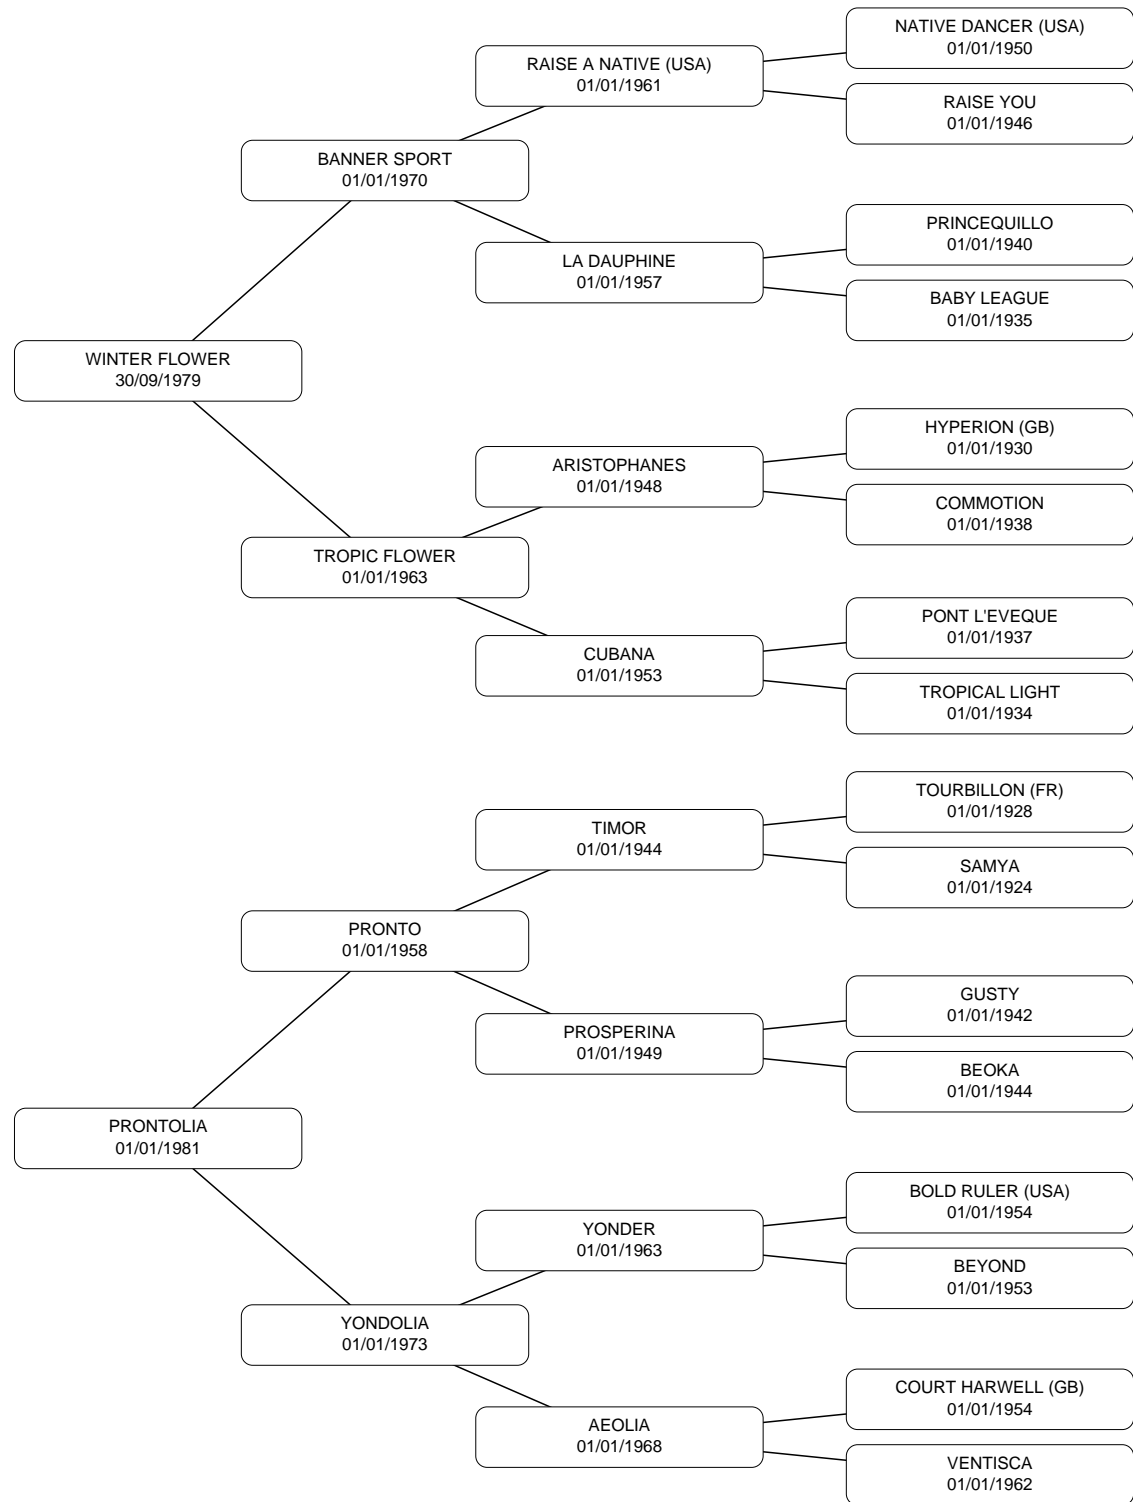 NATIVE DANCER (USA)
01/01/1950
RAISE A NATIVE (USA)
01/01/1961
RAISE YOU
01/01/1946
BANNER SPORT
01/01/1970
PRINCEQUILLO
01/01/1940
LA DAUPHINE
01/01/1957
BABY LEAGUE
01/01/1935
WINTER FLOWER
30/09/1979
HYPERION (GB)
01/01/1930
ARISTOPHANES
01/01/1948
COMMOTION
01/01/1938
TROPIC FLOWER
01/01/1963
PONT L'EVEQUE
01/01/1937
CUBANA
01/01/1953
TROPICAL LIGHT
01/01/1934
TOURBILLON (FR)
01/01/1928
TIMOR
01/01/1944
SAMYA
01/01/1924
PRONTO
01/01/1958
GUSTY
01/01/1942
PROSPERINA
01/01/1949
BEOKA
01/01/1944
PRONTOLIA
01/01/1981
BOLD RULER (USA)
01/01/1954
YONDER
01/01/1963
BEYOND
01/01/1953
YONDOLIA
01/01/1973
COURT HARWELL (GB)
01/01/1954
AEOLIA
01/01/1968
VENTISCA
01/01/1962